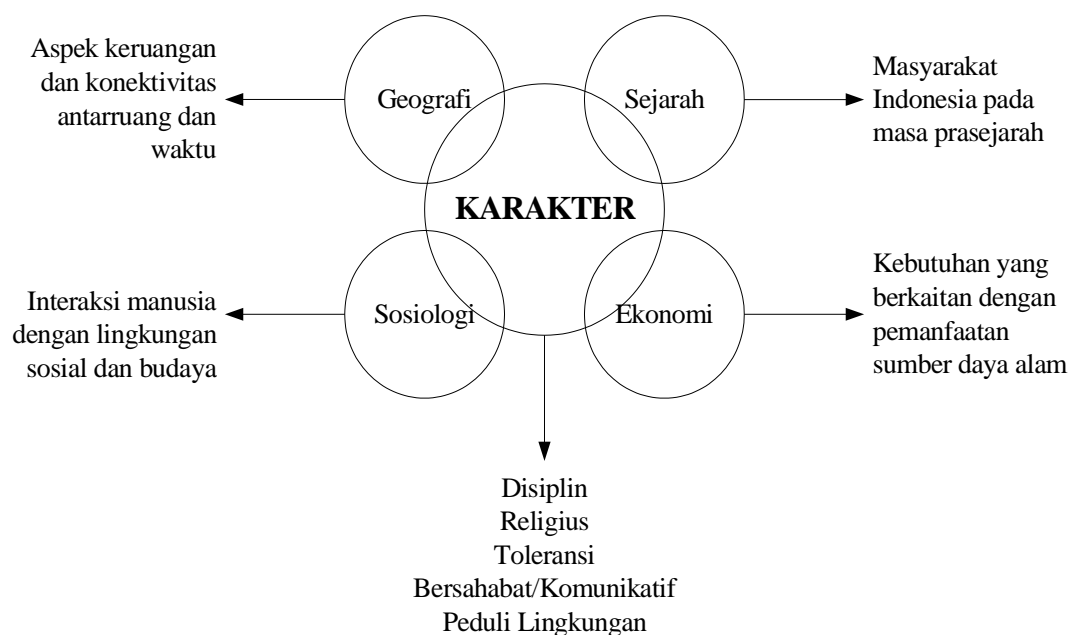 Aspek keruangan
dan konektivitas
antarruang dan
waktu
Geografi
Sejarah
Masyarakat
Indonesia pada
masa prasejarah
KARAKTER
Interaksi manusia
dengan lingkungan
sosial dan budaya
Sosiologi
Ekonomi
Kebutuhan yang
berkaitan dengan
pemanfaatan
sumber daya alam
Disiplin
Religius
Toleransi
Bersahabat/Komunikatif
Peduli Lingkungan